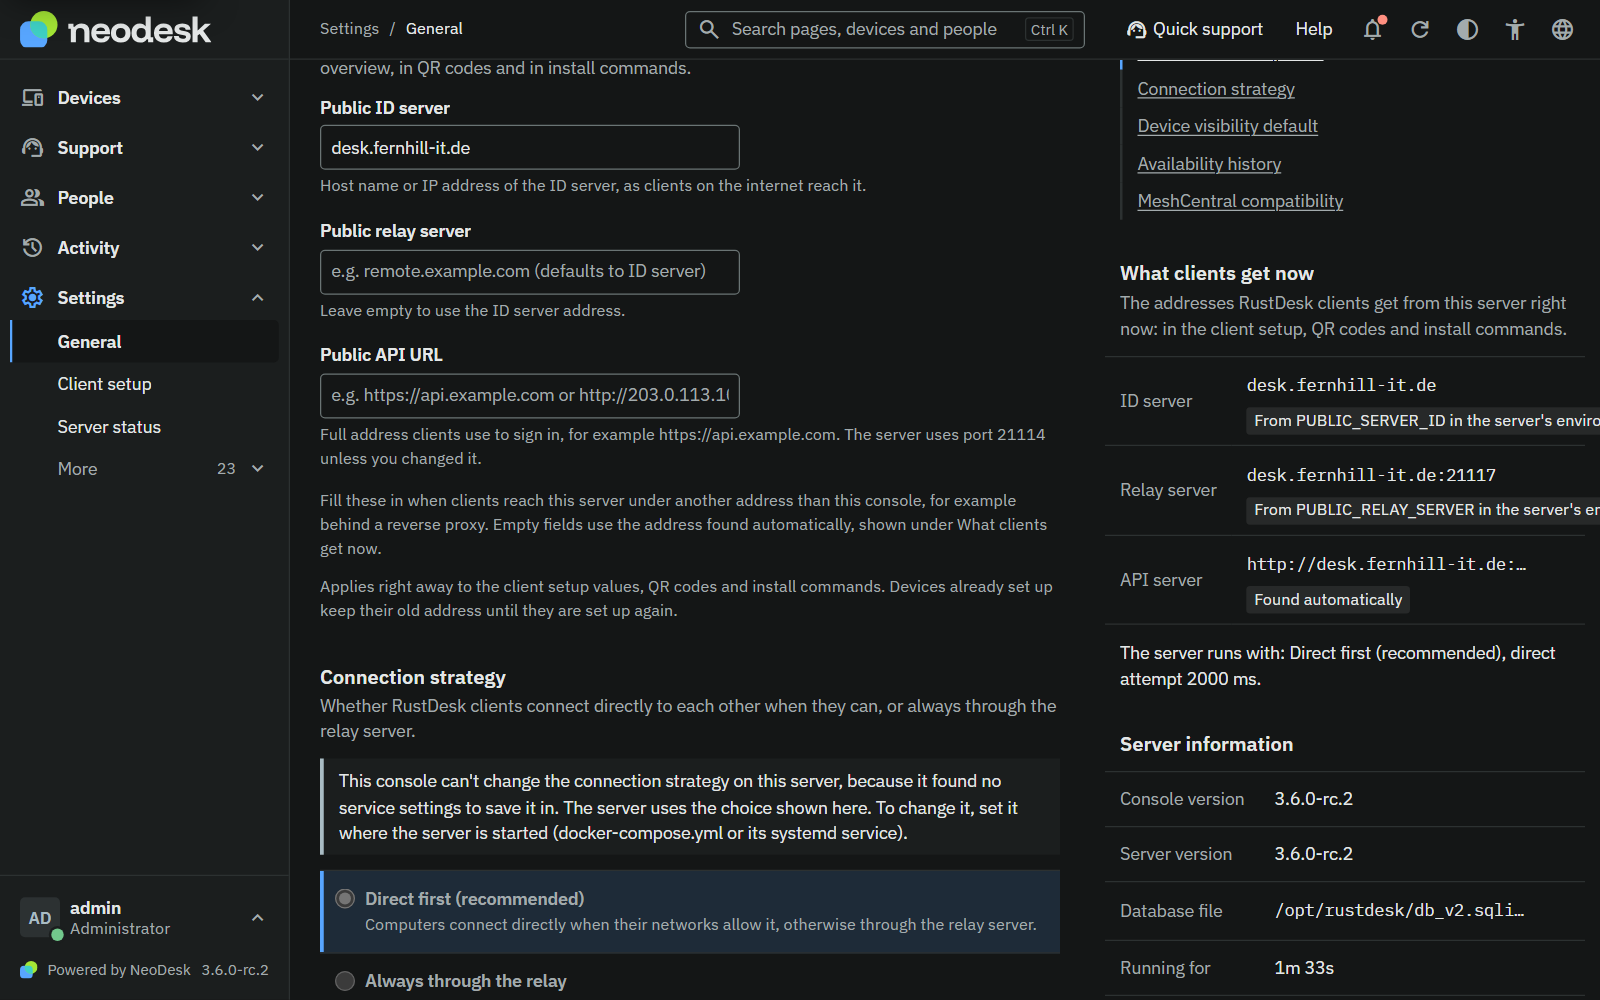 neodesk
Settings / General
Search pages, devices and people Ctrl K
Quick support
Help
Devices
Support
People
Activity
Settings
General
Client setup
Server status
More 23
AD
admin
Administrator
Powered by NeoDesk 3.6.0-rc.2
overview, in QR codes and in install commands.
Public ID server
desk.fernhill-it.de
Host name or IP address of the ID server, as clients on the internet reach it.
Public relay server
e.g. remote.example.com (defaults to ID server)
Leave empty to use the ID server address.
Public API URL
e.g. https://api.example.com or http://203.0.113.10
Full address clients use to sign in, for example https://api.example.com. The server uses port 21114
unless you changed it.
Fill these in when clients reach this server under another address than this console, for example
behind a reverse proxy. Empty fields use the address found automatically, shown under What clients
get now.
Applies right away to the client setup values, QR codes and install commands. Devices already set up
keep their old address until they are set up again.
Connection strategy
Whether RustDesk clients connect directly to each other when they can, or always through the
relay server.
This console can't change the connection strategy on this server, because it found no
service settings to save it in. The server uses the choice shown here. To change it, set it
where the server is started (docker-compose.yml or its systemd service).
Direct first (recommended)
Computers connect directly when their networks allow it, otherwise through the relay server.
Always through the relay
Connection strategy
Device visibility default
Availability history
MeshCentral compatibility
What clients get now
The addresses RustDesk clients get from this server right
now: in the client setup, QR codes and install commands.
ID server
desk.fernhill-it.de
From PUBLIC_SERVER_ID in the server's enviro
Relay server
desk.fernhill-it.de:21117
From PUBLIC_RELAY_SERVER in the server's en
API server
http://desk.fernhill-it.de:…
Found automatically
The server runs with: Direct first (recommended), direct
attempt 2000 ms.
Server information
Console version 3.6.0-rc.2
Server version 3.6.0-rc.2
Database file /opt/rustdesk/db_v2.sqli…
Running for 1m 33s